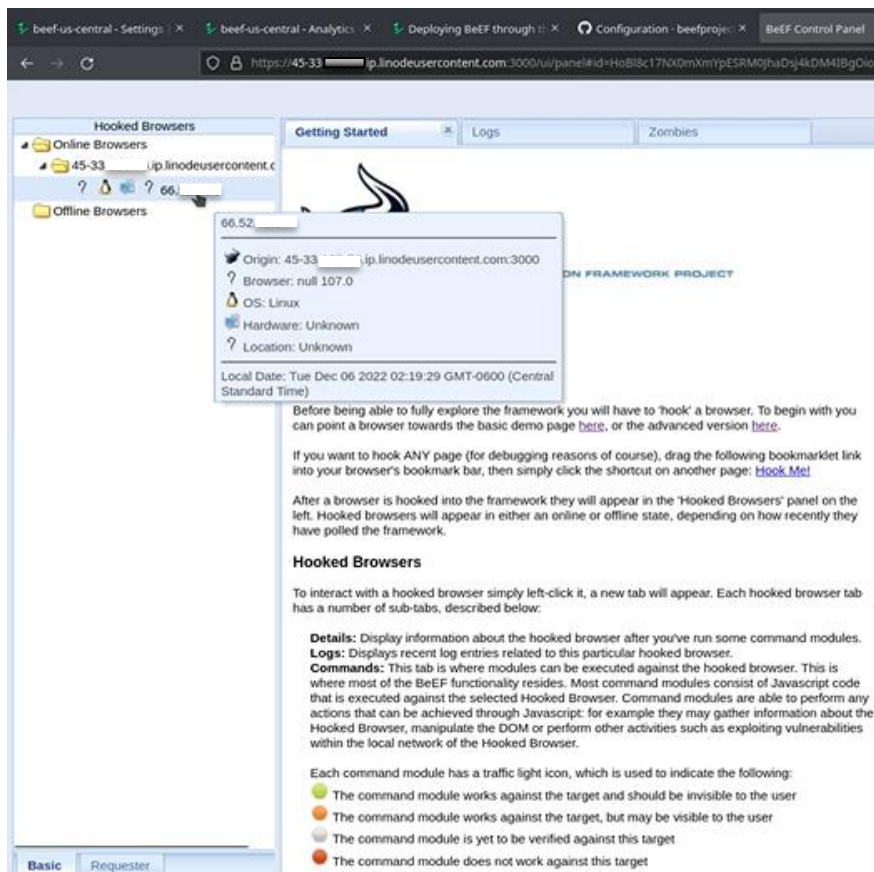 beef-us-central - Settings
beef-us-central - Analytics
Deploying BeEF through t
Configuration - beefprojec
BeEF Control Panel
https://45-33 ip.linodeusercontent.com:3000/ui/panel#id=
Hooked Browsers
Getting Started
Logs
Zombies
Online Browsers
45-33 .ip.linodeusercontent.c
? ? 66.
Offline Browsers
66.52.
Origin: 45-33 .ip.linodeusercontent.com:3000
ON FRAMEWORK PROJECT
? Browser: null 107.0
OS: Linux
Hardware: Unknown
? Location: Unknown
Local Date: Tue Dec 06 2022 02:19:29 GMT-0600 (Central
Standard Time)
Before being able to fully explore the framework you will have to 'hook' a browser. To begin with you
can point a browser towards the basic demo page here, or the advanced version here.
If you want to hook ANY page (for debugging reasons of course), drag the following bookmarklet link
into your browser's bookmark bar, then simply click the shortcut on another page: Hook Me!
After a browser is hooked into the framework they will appear in the 'Hooked Browsers' panel on the
left. Hooked browsers will appear in either an online or offline state, depending on how recently they
have polled the framework.
Hooked Browsers
To interact with a hooked browser simply left-click it, a new tab will appear. Each hooked browser tab
has a number of sub-tabs, described below:
Details: Display information about the hooked browser after you've run some command modules.
Logs: Displays recent log entries related to this particular hooked browser.
Commands: This tab is where modules can be executed against the hooked browser. This is
where most of the BeEF functionality resides. Most command modules consist of Javascript code
that is executed against the selected Hooked Browser. Command modules are able to perform any
actions that can be achieved through Javascript: for example they may gather information about the
Hooked Browser, manipulate the DOM or perform other activities such as exploiting vulnerabilities
within the local network of the Hooked Browser.
Each command module has a traffic light icon, which is used to indicate the following:
The command module works against the target and should be invisible to the user
The command module works against the target, but may be visible to the user
The command module is yet to be verified against this target
The command module does not work against this target
Basic
Requester